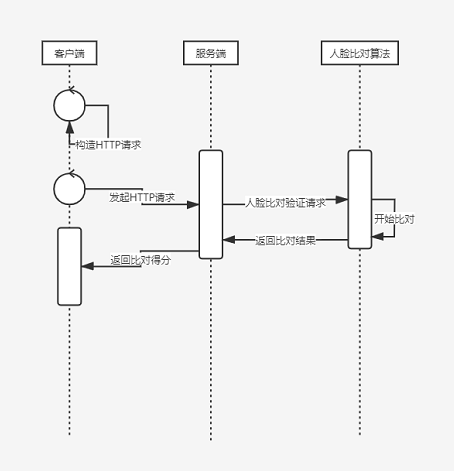 客户端
服务端
人脸比对算法
构造HTTP请求
发起HTTP请求
人脸比对验证请求
开始比对
返回比对结果
返回比对得分